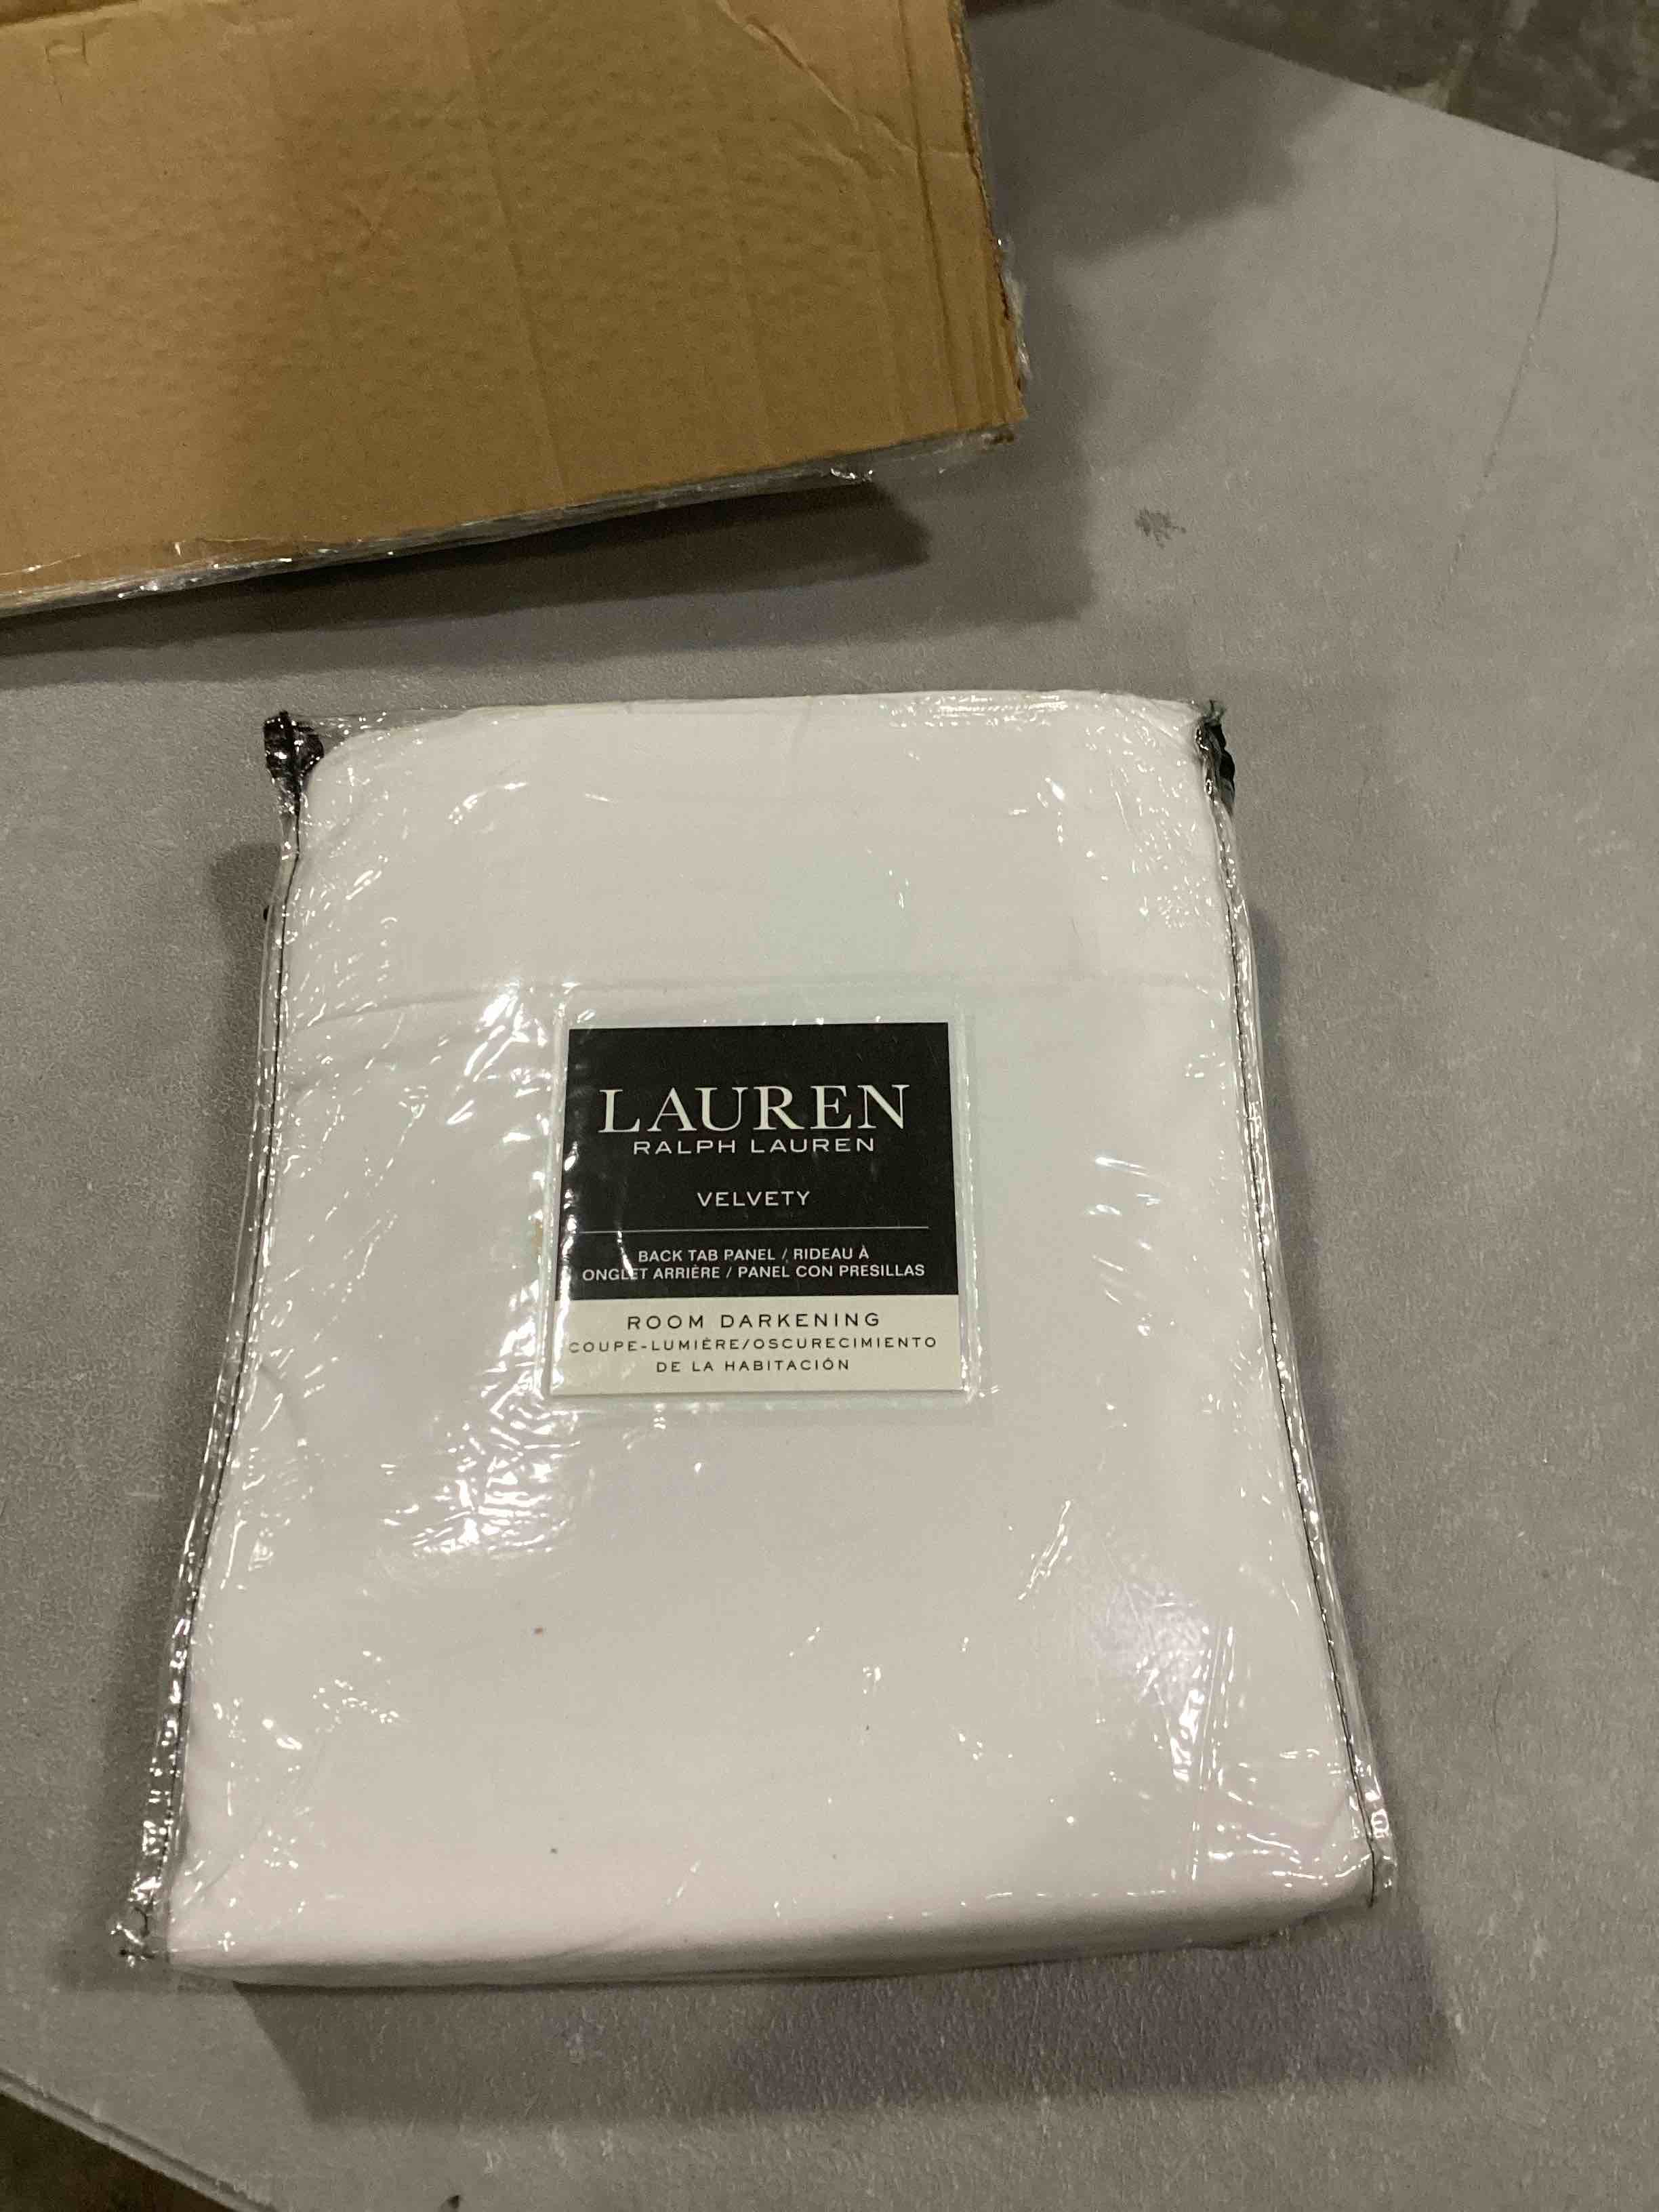 LAUREN
RALPH LAUREN
VELVETY
BACK TAB PANEL / RIDEAU À
ONGLET ARRIÈRE / PANEL CON PRESILLAS
ROOM DARKENING
COUPE-LUMIÈRE/OSCURECIMIENTO
DE LA HABITACIÓN